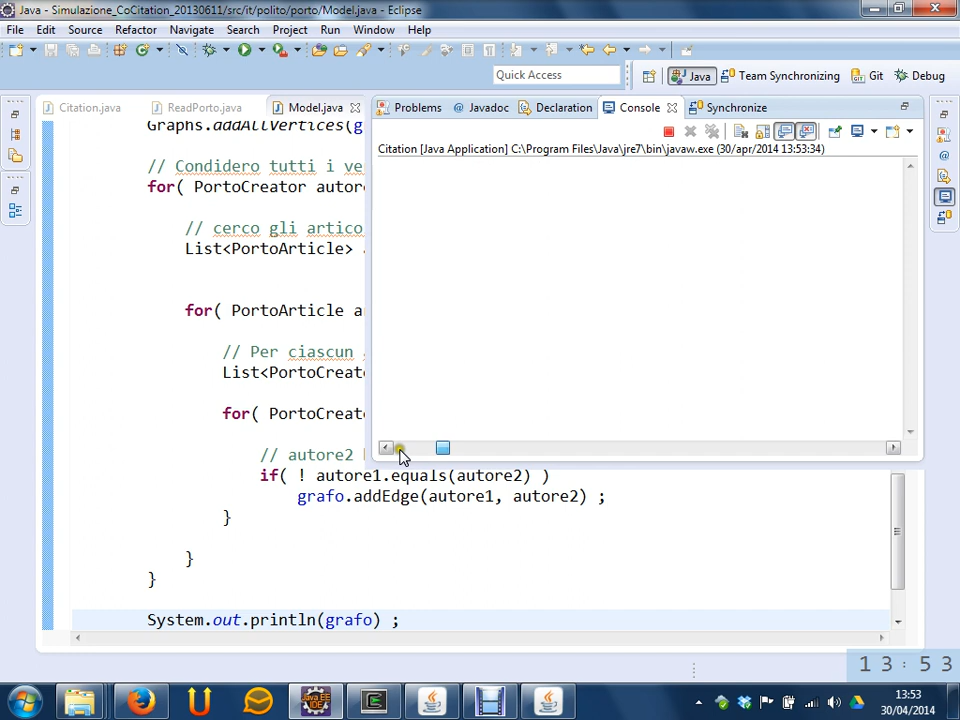 Java - Simulazione_CoCitation_20130611/src/it/polito/porto/Model.java - Eclipse
File Edit Source Refactor Navigate Search Project Run Window Help
Quick Access
Java Team Synchronizing Git Debug
Citation.java ReadPorto.java Model.java
Problems Javadoc Declaration Console Synchronize
Citation [Java Application] C:\Program Files\Java\jre7\bin\javaw.exe (30/apr/2014 13:53:34)
Graphs.addAllVertices(g
// Condidero tutti i ve
for( PortoCreator autore
// cerco gli artico
List<PortoArticle>
for( PortoArticle a
// Per ciascun
List<PortoCreato
for( PortoCreato
// autore2
if( ! autore1.equals(autore2) )
grafo.addEdge(autore1, autore2) ;
}
}
}
System.out.println(grafo) ;
13:53
13:53
30/04/2014